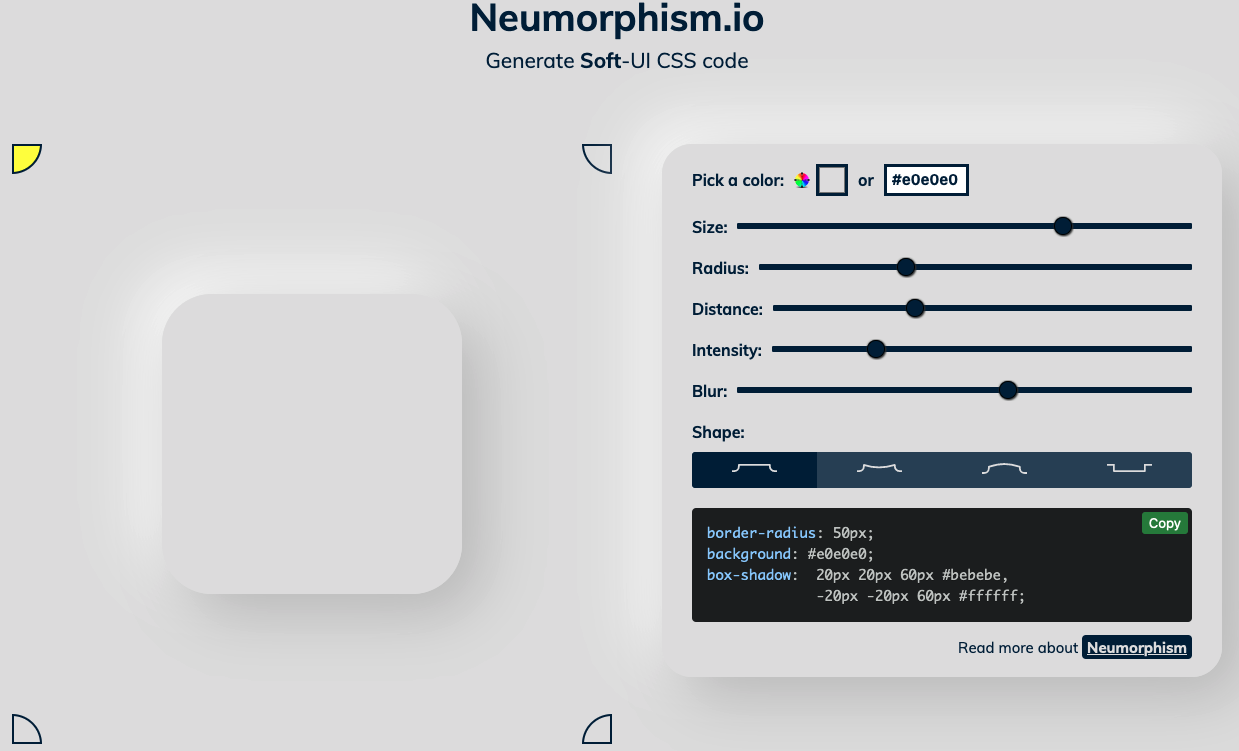 Neumorphism.io
Generate Soft-UI CSS code
Pick a color: or #e0e0e0
Size:
Radius:
Distance:
Intensity:
Blur:
Shape:
Copy
border-radius: 50px;
background: #e0e0e0;
box-shadow: 20px 20px 60px #bebebe,
-20px -20px 60px #ffffff;
Read more about Neumorphism